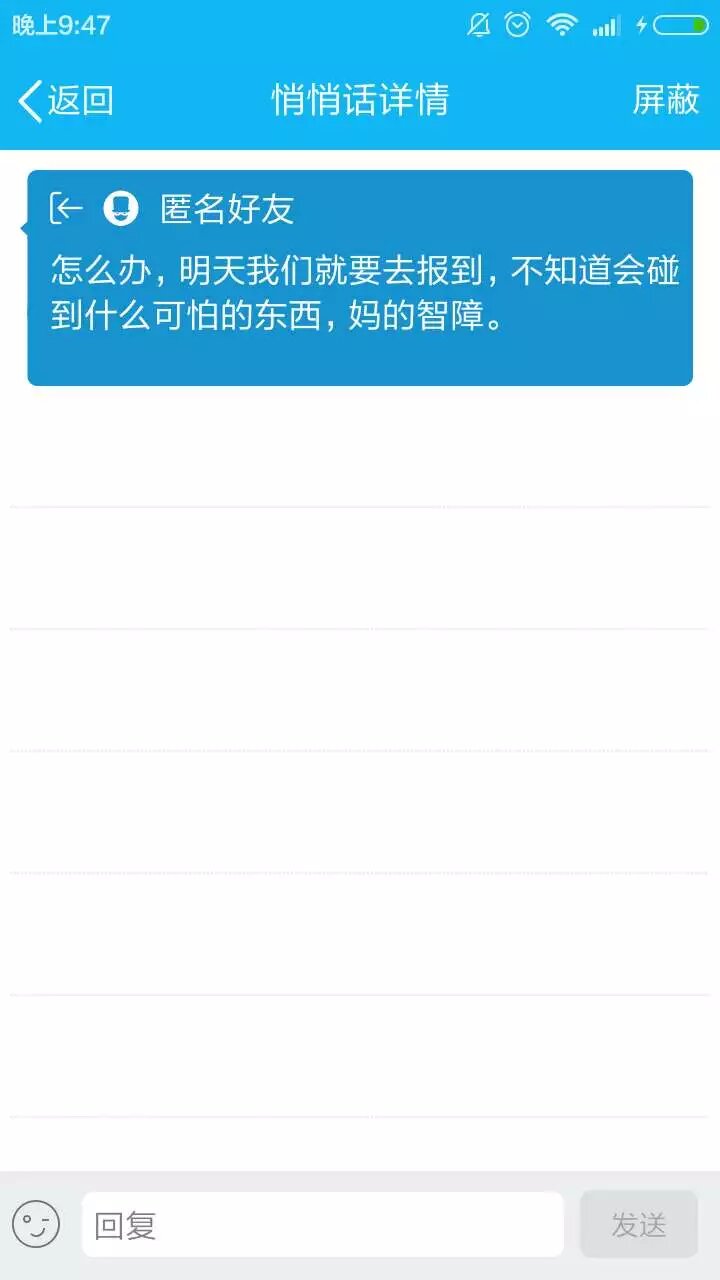 晚上9:47
返回
悄悄话详情
屏蔽
匿名好友
怎么办，明天我们就要去报到，不知道会碰
到什么可怕的东西，妈的智障。
回复
发送